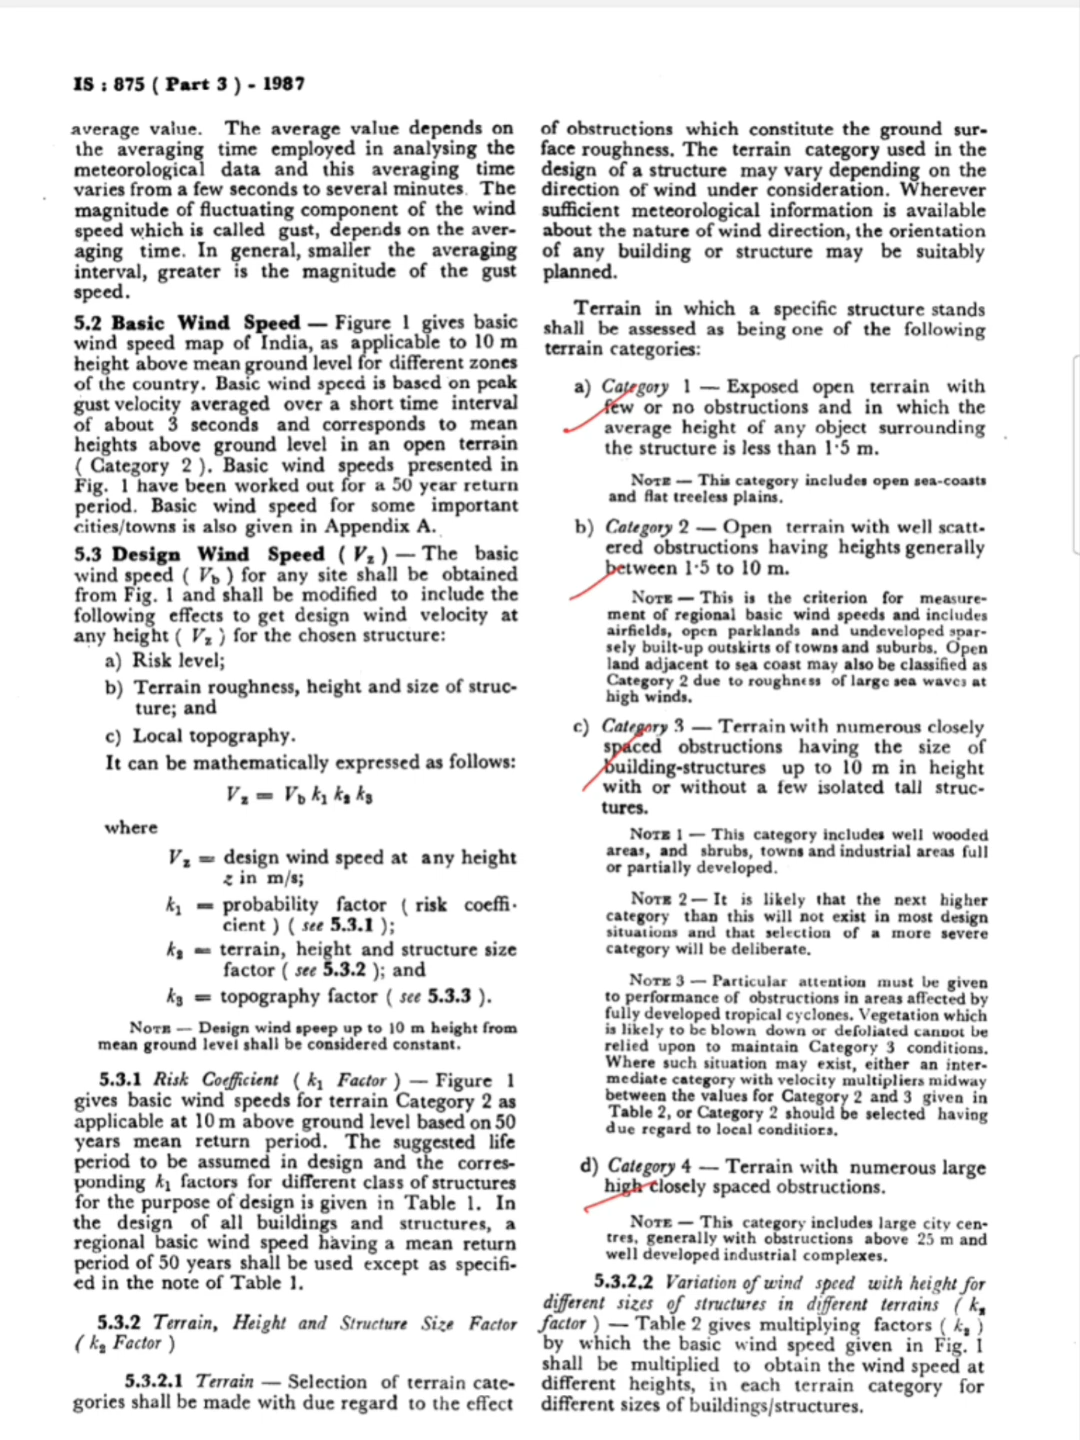 IS : 875 ( Part 3 ) - 1987
average value. The average value depends on
the averaging time employed in analysing the
meteorological data and this averaging time
varies from a few seconds to several minutes. The
magnitude of fluctuating component of the wind
speed which is called gust, depends on the aver-
aging time. In general, smaller the averaging
interval, greater is the magnitude of the gust
speed.
5.2 Basic Wind Speed — Figure 1 gives basic
wind speed map of India, as applicable to 10 m
height above mean ground level for different zones
of the country. Basic wind speed is based on peak
gust velocity averaged over a short time interval
of about 3 seconds and corresponds to mean
heights above ground level in an open terrain
( Category 2 ). Basic wind speeds presented in
Fig. 1 have been worked out for a 50 year return
period. Basic wind speed for some important
cities/towns is also given in Appendix A.
5.3 Design Wind Speed ( Vz ) — The basic
wind speed ( Vb ) for any site shall be obtained
from Fig. 1 and shall be modified to include the
following effects to get design wind velocity at
any height ( Vz ) for the chosen structure:
a) Risk level;
b) Terrain roughness, height and size of struc-
ture; and
c) Local topography.
It can be mathematically expressed as follows:
Vz = Vb k1 k2 k3
where
Vz = design wind speed at any height
z in m/s;
k1 = probability factor ( risk coeffi-
cient ) ( see 5.3.1 );
k2 = terrain, height and structure size
factor ( see 5.3.2 ); and
k3 = topography factor ( see 5.3.3 ).
NOTE — Design wind speep up to 10 m height from
mean ground level shall be considered constant.
5.3.1 Risk Coefficient ( k1 Factor ) — Figure 1
gives basic wind speeds for terrain Category 2 as
applicable at 10 m above ground level based on 50
years mean return period. The suggested life
period to be assumed in design and the corres-
ponding k1 factors for different class of structures
for the purpose of design is given in Table 1. In
the design of all buildings and structures, a
regional basic wind speed having a mean return
period of 50 years shall be used except as specifi-
ed in the note of Table 1.
5.3.2 Terrain, Height and Structure Size Factor
( k2 Factor )
5.3.2.1 Terrain — Selection of terrain cate-
gories shall be made with due regard to the effect
of obstructions which constitute the ground sur-
face roughness. The terrain category used in the
design of a structure may vary depending on the
direction of wind under consideration. Wherever
sufficient meteorological information is available
about the nature of wind direction, the orientation
of any building or structure may be suitably
planned.
Terrain in which a specific structure stands
shall be assessed as being one of the following
terrain categories:
a) Category 1 — Exposed open terrain with
few or no obstructions and in which the
average height of any object surrounding
the structure is less than 1·5 m.
NOTE — This category includes open sea-coasts
and flat treeless plains.
b) Category 2 — Open terrain with well scatt-
ered obstructions having heights generally
between 1·5 to 10 m.
NOTE — This is the criterion for measure-
ment of regional basic wind speeds and includes
airfields, open parklands and undeveloped spar-
sely built-up outskirts of towns and suburbs. Open
land adjacent to sea coast may also be classified as
Category 2 due to roughness of large sea waves at
high winds.
c) Category 3 — Terrain with numerous closely
spaced obstructions having the size of
building-structures up to 10 m in height
with or without a few isolated tall struc-
tures.
NOTE 1 — This category includes well wooded
areas, and shrubs, towns and industrial areas full
or partially developed.
NOTE 2 — It is likely that the next higher
category than this will not exist in most design
situations and that selection of a more severe
category will be deliberate.
NOTE 3 — Particular attention must be given
to performance of obstructions in areas affected by
fully developed tropical cyclones. Vegetation which
is likely to be blown down or defoliated cannot be
relied upon to maintain Category 3 conditions.
Where such situation may exist, either an inter-
mediate category with velocity multipliers midway
between the values for Category 2 and 3 given in
Table 2, or Category 2 should be selected having
due regard to local conditions.
d) Category 4 — Terrain with numerous large
high closely spaced obstructions.
NOTE — This category includes large city cen-
tres, generally with obstructions above 25 m and
well developed industrial complexes.
5.3.2.2 Variation of wind speed with height for
different sizes of structures in different terrains ( k2
factor ) — Table 2 gives multiplying factors ( k2 )
by which the basic wind speed given in Fig. 1
shall be multiplied to obtain the wind speed at
different heights, in each terrain category for
different sizes of buildings/structures.